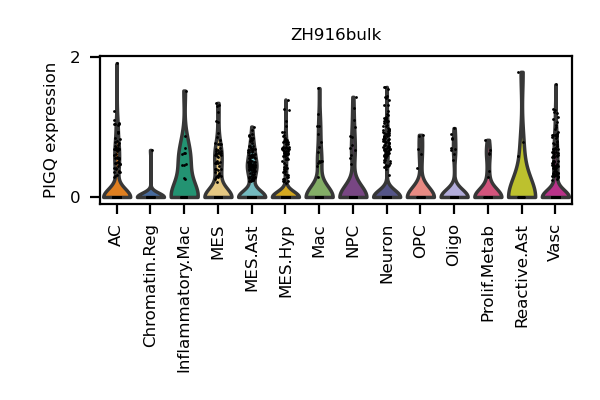 ZH916bulk
PIGQ expression
2
0
AC
Chromatin.Reg
Inflammatory.Mac
MES
MES.Ast
MES.Hyp
Mac
NPC
Neuron
OPC
Oligo
Prolif.Metab
Reactive.Ast
Vasc